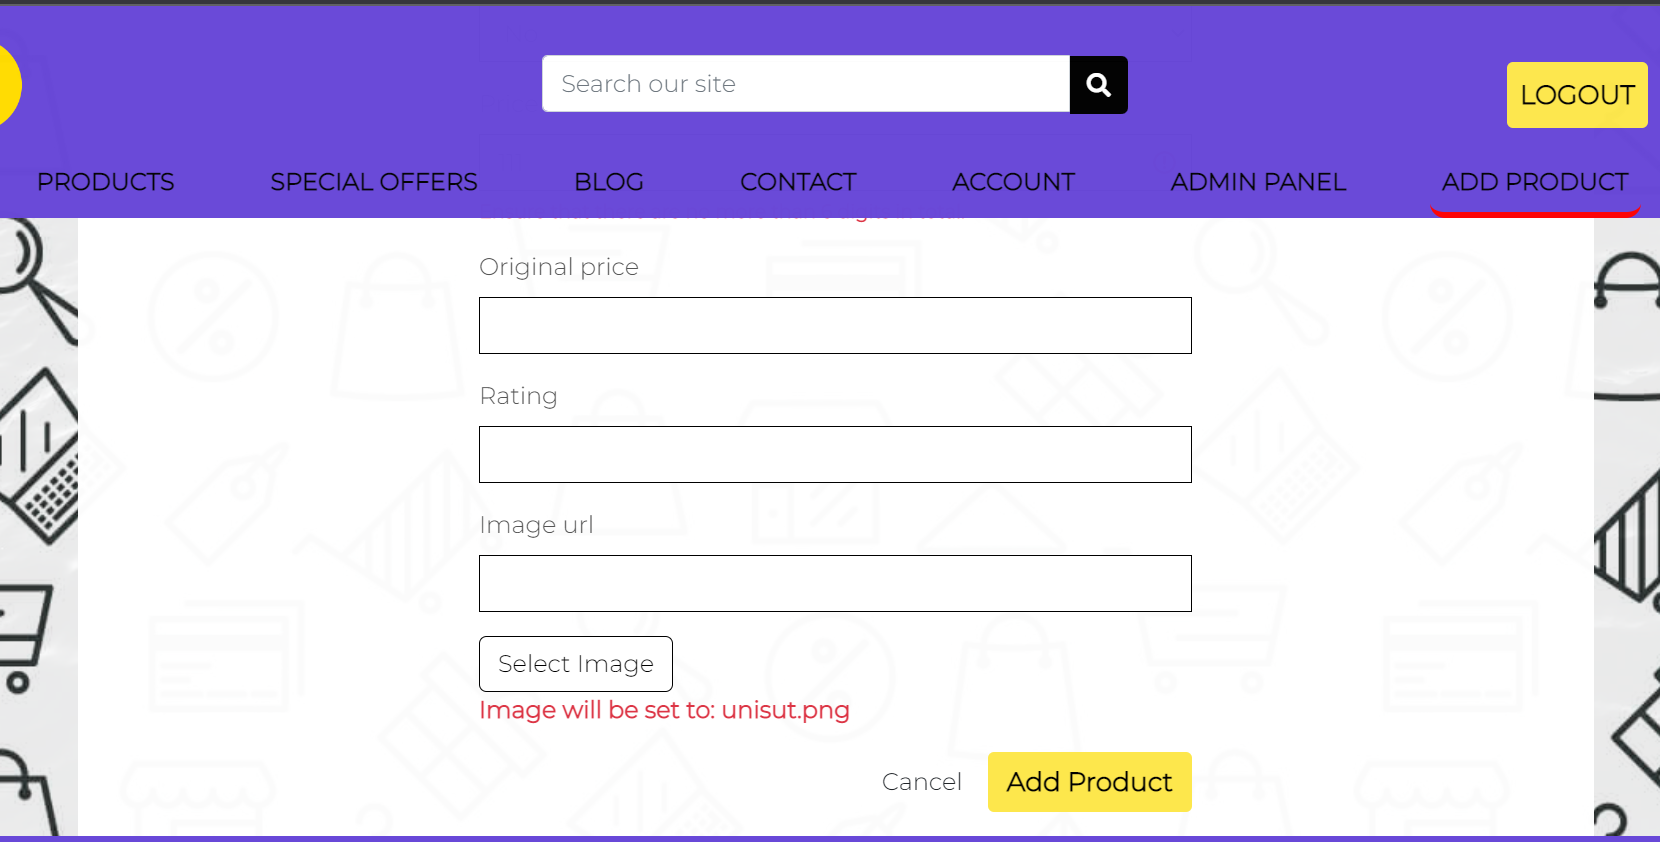 Search our site
LOGOUT
PRODUCTS SPECIAL OFFERS BLOG CONTACT ACCOUNT ADMIN PANEL ADD PRODUCT
Original price
Rating
Image url
Select Image
Image will be set to: unisut.png
Cancel Add Product